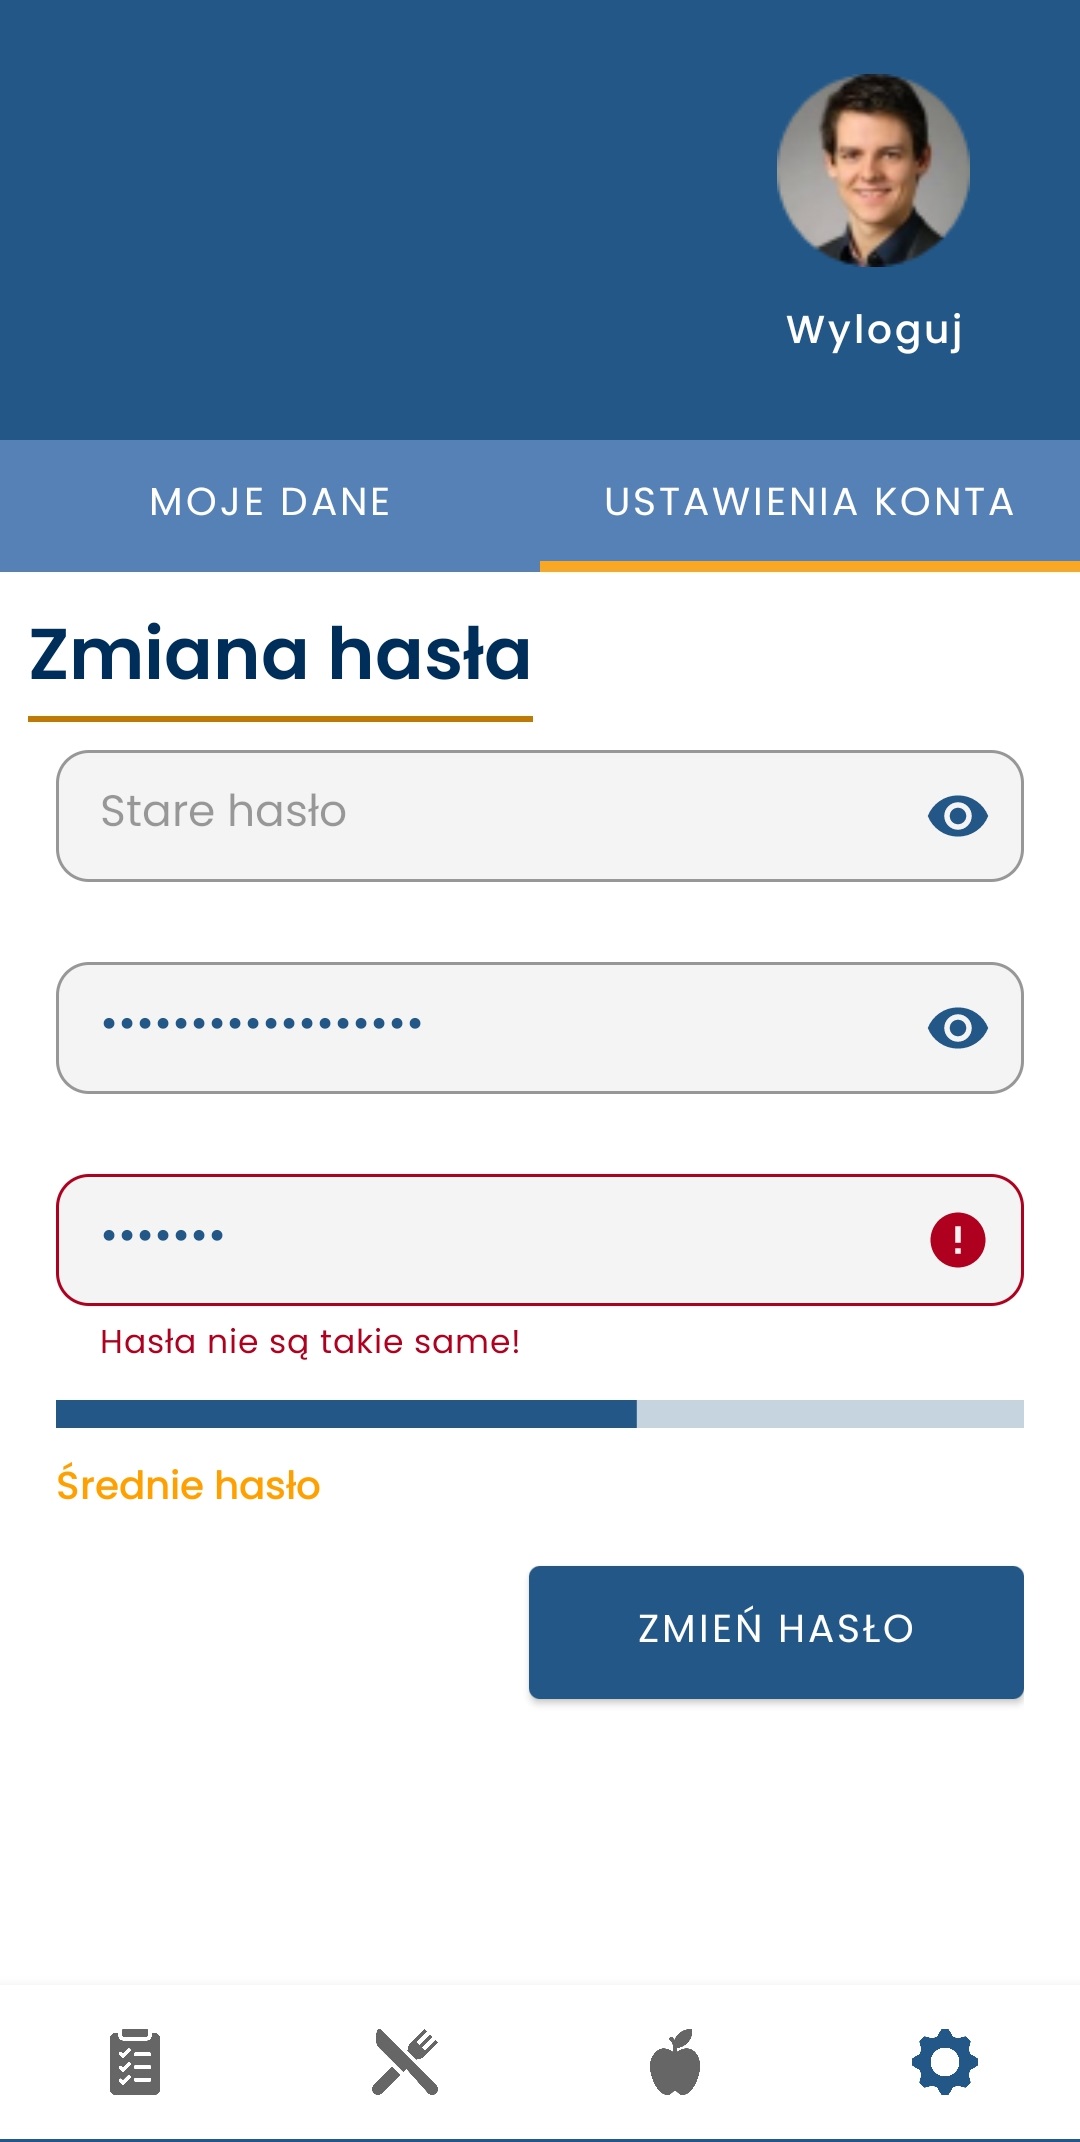 Wyloguj
MOJE DANE
USTAWIENIA KONTA
Zmiana hasła
Stare hasło
••••••••••••••••••
•••••••
Hasła nie są takie same!
Średnie hasło
ZMIEŃ HASŁO